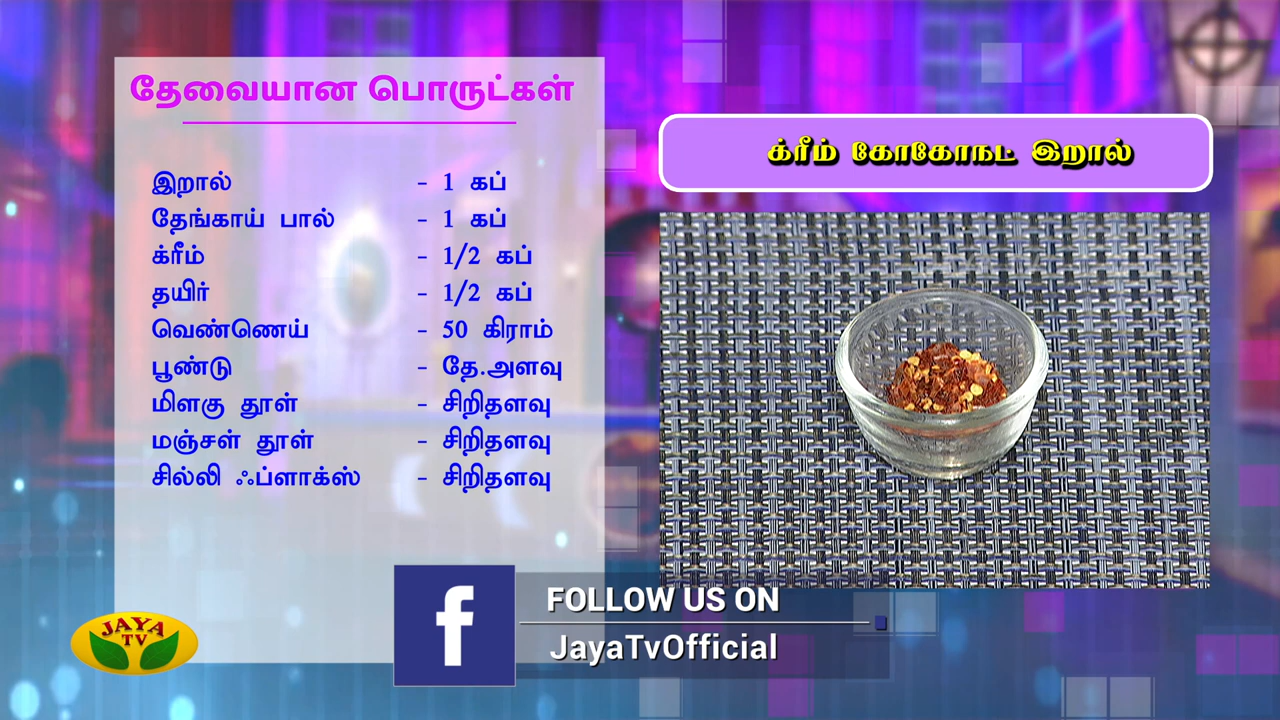 தேவையான பொருட்கள்
இறால் - 1 கப்
தேங்காய் பால் - 1 கப்
க்ரீம் - 1/2 கப்
தயிர் - 1/2 கப்
வெண்ணெய் - 50 கிராம்
பூண்டு - தே.அளவு
மிளகு தூள் - சிறிதளவு
மஞ்சள் தூள் - சிறிதளவு
சில்லி ஃப்ளாக்ஸ் - சிறிதளவு
க்ரீம் கோகோநட் இறால்
f
FOLLOW US ON
JayaTvOfficial
JAYA
TV